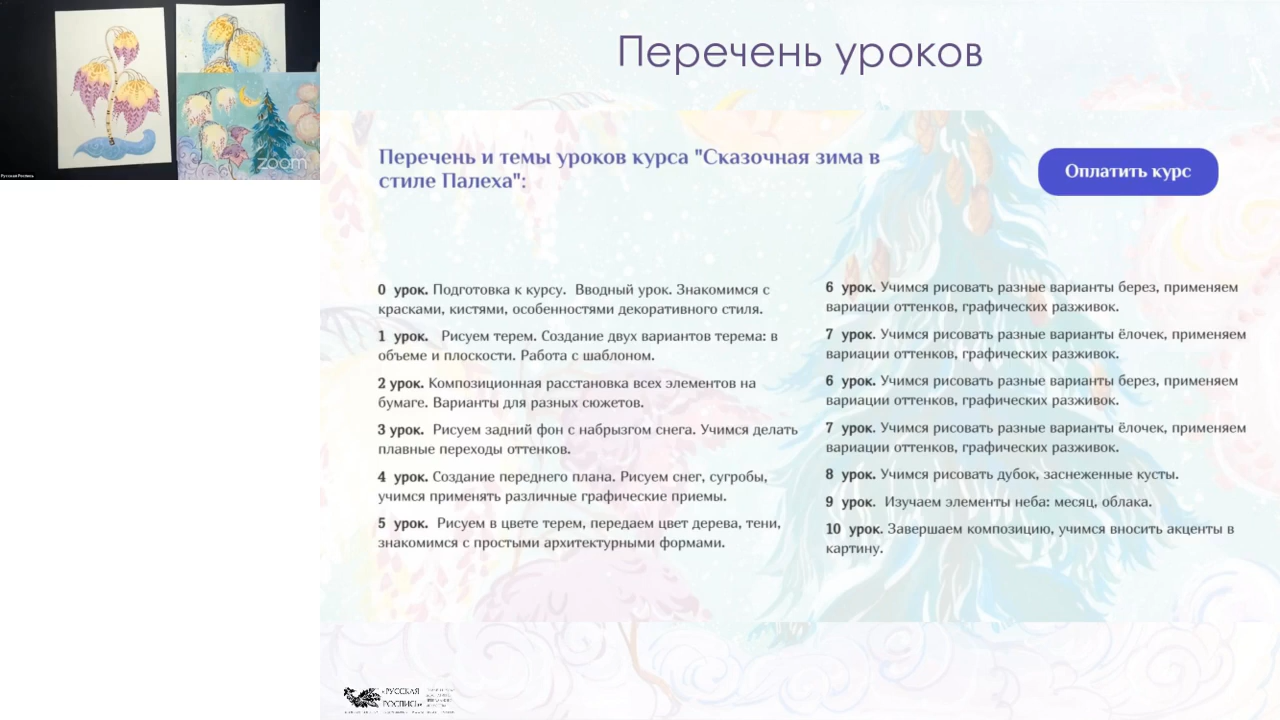 Перечень уроков
zoom
Русская Роспись
Перечень и темы уроков курса "Сказочная зима в
стиле Палеха":
Оплатить курс
0 урок. Подготовка к курсу. Вводный урок. Знакомимся с
красками, кистями, особенностями декоративного стиля.
1 урок. Рисуем терем. Создание двух вариантов терема: в
объеме и плоскости. Работа с шаблоном.
2 урок. Композиционная расстановка всех элементов на
бумаге. Варианты для разных сюжетов.
3 урок. Рисуем задний фон с набрызгом снега. Учимся делать
плавные переходы оттенков.
4 урок. Создание переднего плана. Рисуем снег, сугробы,
учимся применять различные графические приемы.
5 урок. Рисуем в цвете терем, передаем цвет дерева, тени,
знакомимся с простыми архитектурными формами.
6 урок. Учимся рисовать разные варианты берез, применяем
вариации оттенков, графических разживок.
7 урок. Учимся рисовать разные варианты ёлочек, применяем
вариации оттенков, графических разживок.
6 урок. Учимся рисовать разные варианты берез, применяем
вариации оттенков, графических разживок.
7 урок. Учимся рисовать разные варианты ёлочек, применяем
вариации оттенков, графических разживок.
8 урок. Учимся рисовать дубок, заснеженные кусты.
9 урок. Изучаем элементы неба: месяц, облака.
10 урок. Завершаем композицию, учимся вносить акценты в
картину.
«РУССКАЯ
РОСПИСЬ»